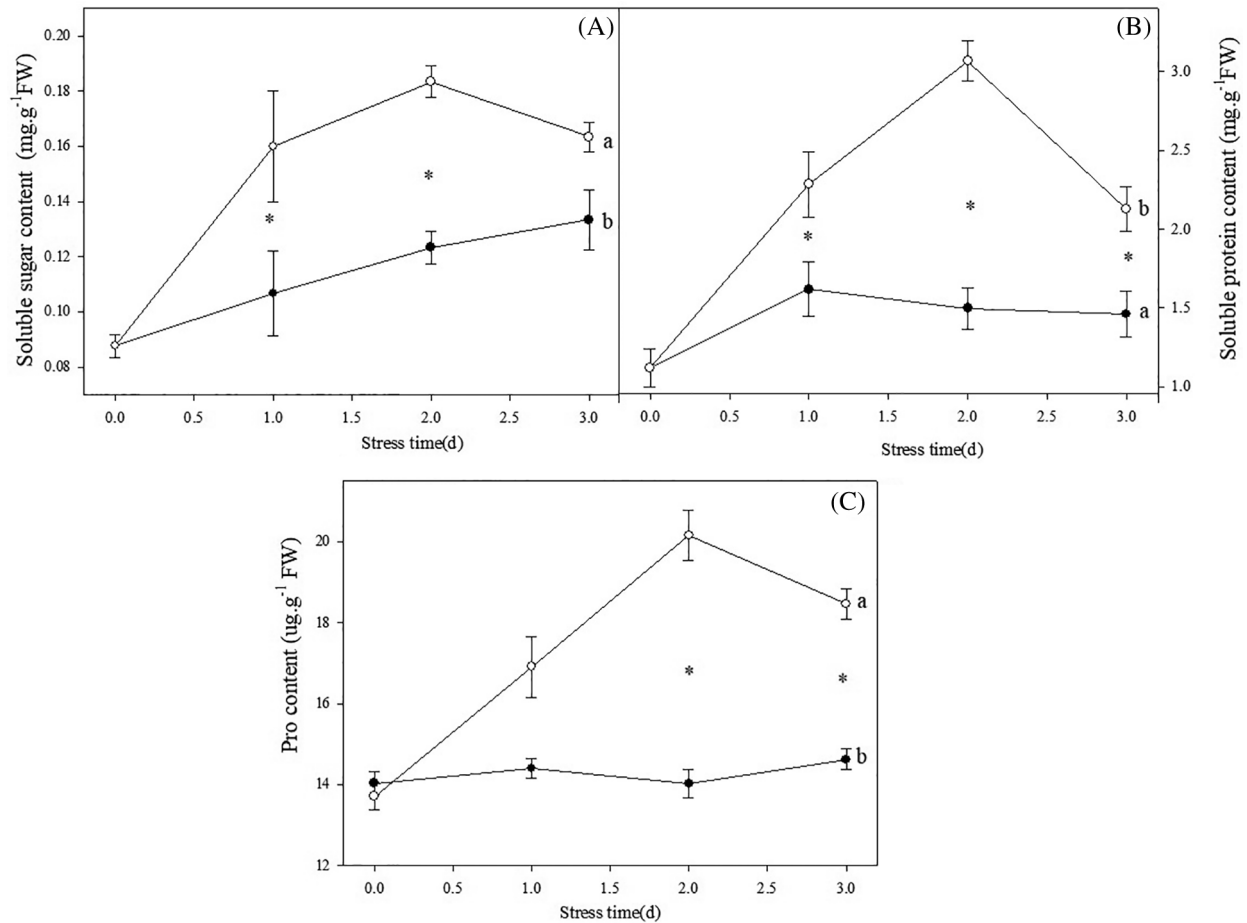 (A)
Soluble sugar content (mg.g-1FW)
0.20
0.18
0.16
0.14
0.12
0.10
0.08
a
*
*
b
0.0 0.5 1.0 1.5 2.0 2.5 3.0
Stress time(d)
(B)
Soluble protein content (mg.g-1FW)
3.0
2.5
2.0
1.5
1.0
b
*
*
*
a
0.0 0.5 1.0 1.5 2.0 2.5 3.0
Stress time(d)
(C)
Pro content (ug.g-1 FW)
20
18
16
14
12
a
*
*
b
0.0 0.5 1.0 1.5 2.0 2.5 3.0
Stress time(d)